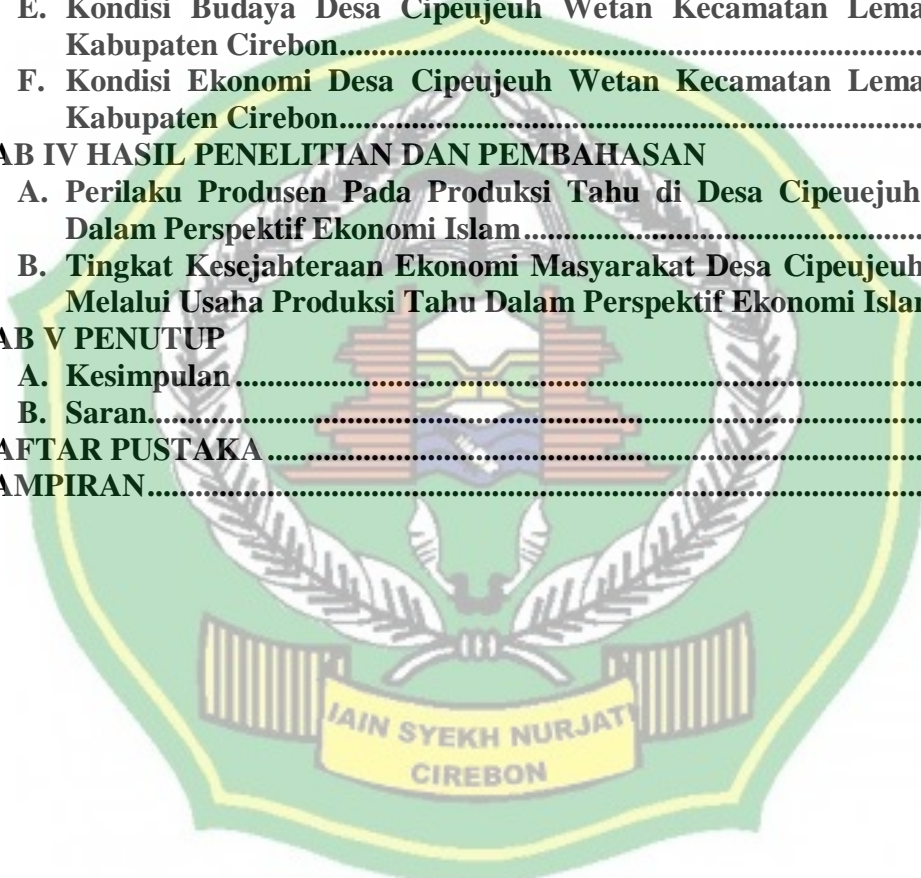 E. Kondisi Budaya Desa Cipeujeuh Wetan Kecamatan Lema
Kabupaten Cirebon................................................................................
F. Kondisi Ekonomi Desa Cipeujeuh Wetan Kecamatan Lema
Kabupaten Cirebon................................................................................
AB IV HASIL PENELITIAN DAN PEMBAHASAN
A. Perilaku Produsen Pada Produksi Tahu di Desa Cipeuejuh
Dalam Perspektif Ekonomi Islam.......................................................
B. Tingkat Kesejahteraan Ekonomi Masyarakat Desa Cipeujeuh
Melalui Usaha Produksi Tahu Dalam Perspektif Ekonomi Islam
AB V PENUTUP
A. Kesimpulan................................................................................
B. Saran................................................................................
AFTAR PUSTAKA................................................................................
AMPIRAN................................................................................
IAIN SYEKH NURJATI
CIREBON